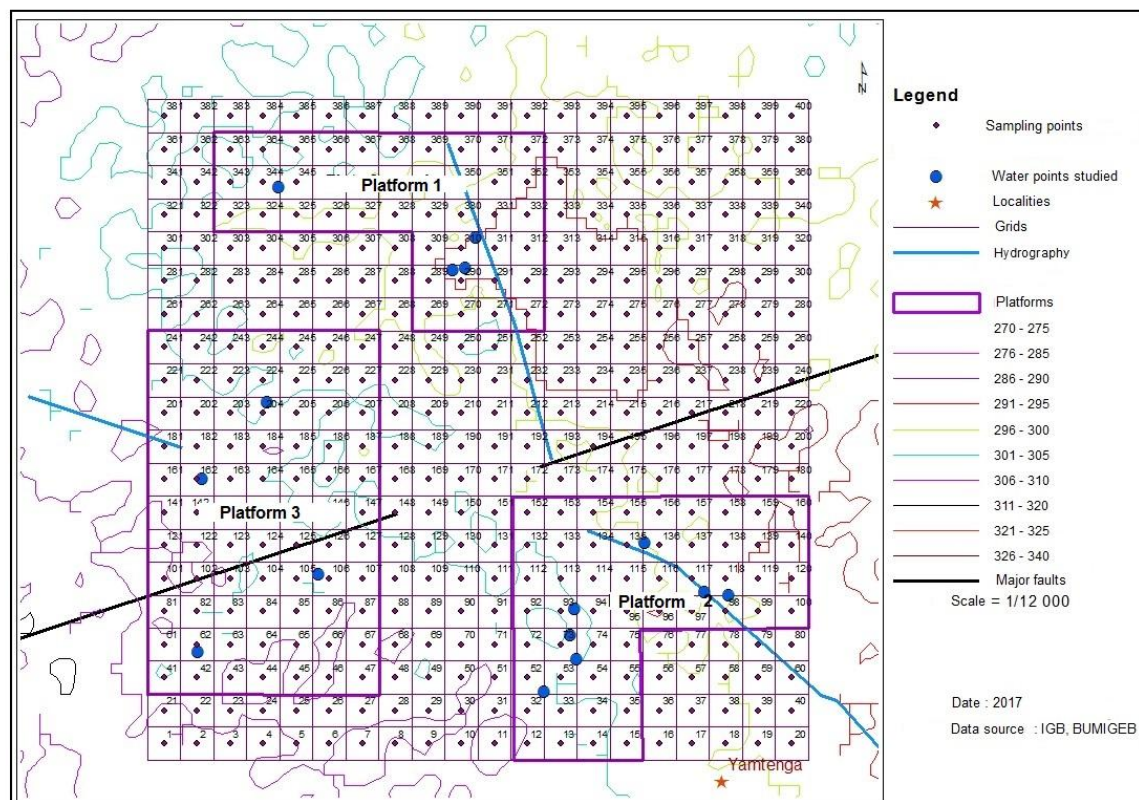 381 382 383 384 385 386 387 388 389 390 391 392 393 394 395 396 397 398 399 400
361 362 363 364 365 366 367 368 369 370 371 372 373 374 375 376 377 378 379 380
341 342 343 344 345 350 351 352 353 354 355 356 357 358 359 360
Platform 1
321 322 323 324 325 326 327 328 329 330 331 332 333 334 335 336 337 338 339 340
301 302 303 304 305 306 307 308 309 310 311 312 313 314 315 316 317 318 319 320
281 282 283 284 285 286 287 288 289 290 291 292 293 294 295 296 297 298 299 300
261 262 263 264 265 266 267 268 269 270 271 272 273 274 275 276 277 278 279 280
241 242 243 244 245 246 247 248 249 250 251 252 253 254 255 256 257 258 259 260
221 222 223 224 225 226 227 228 229 230 231 232 233 234 235 236 237 238 239 240
201 202 203 204 205 206 207 208 209 210 211 212 213 214 215 216 217 218 219 220
181 182 183 184 185 186 187 188 189 190 191 192 193 194 195 196 197 198 199 200
161 162 163 164 165 166 167 168 169 170 171 172 173 174 175 176 177 178 179 180
141 142 146 147 148 149 150 151 152 153 154 155 156 157 158 159 160
Platform 3
121 122 123 124 125 126 127 128 129 130 131 132 133 134 135 136 137 138 139 140
101 102 103 104 105 106 107 108 109 110 111 112 113 114 115 116 117 118 119 120
81 82 83 84 85 86 87 88 89 90 91 92 93 94 98 99 100
Platform 2
95 96 97
61 62 63 64 65 66 67 68 69 70 71 72 73 74 75 76 77 78 79 80
41 42 43 44 45 46 47 48 49 50 51 52 53 54 55 56 57 58 59 60
21 22 23 24 25 26 27 28 29 30 31 32 33 34 35 36 37 38 39 40
1 2 3 4 5 6 7 8 9 10 11 12 13 14 15 16 17 18 19 20
Yamtenga
N
Legend
Sampling points
Water points studied
Localities
Grids
Hydrography
Platforms
270 - 275
276 - 285
286 - 290
291 - 295
296 - 300
301 - 305
306 - 310
311 - 320
321 - 325
326 - 340
Major faults
Scale = 1/12 000
Date : 2017
Data source : IGB, BUMIGEB